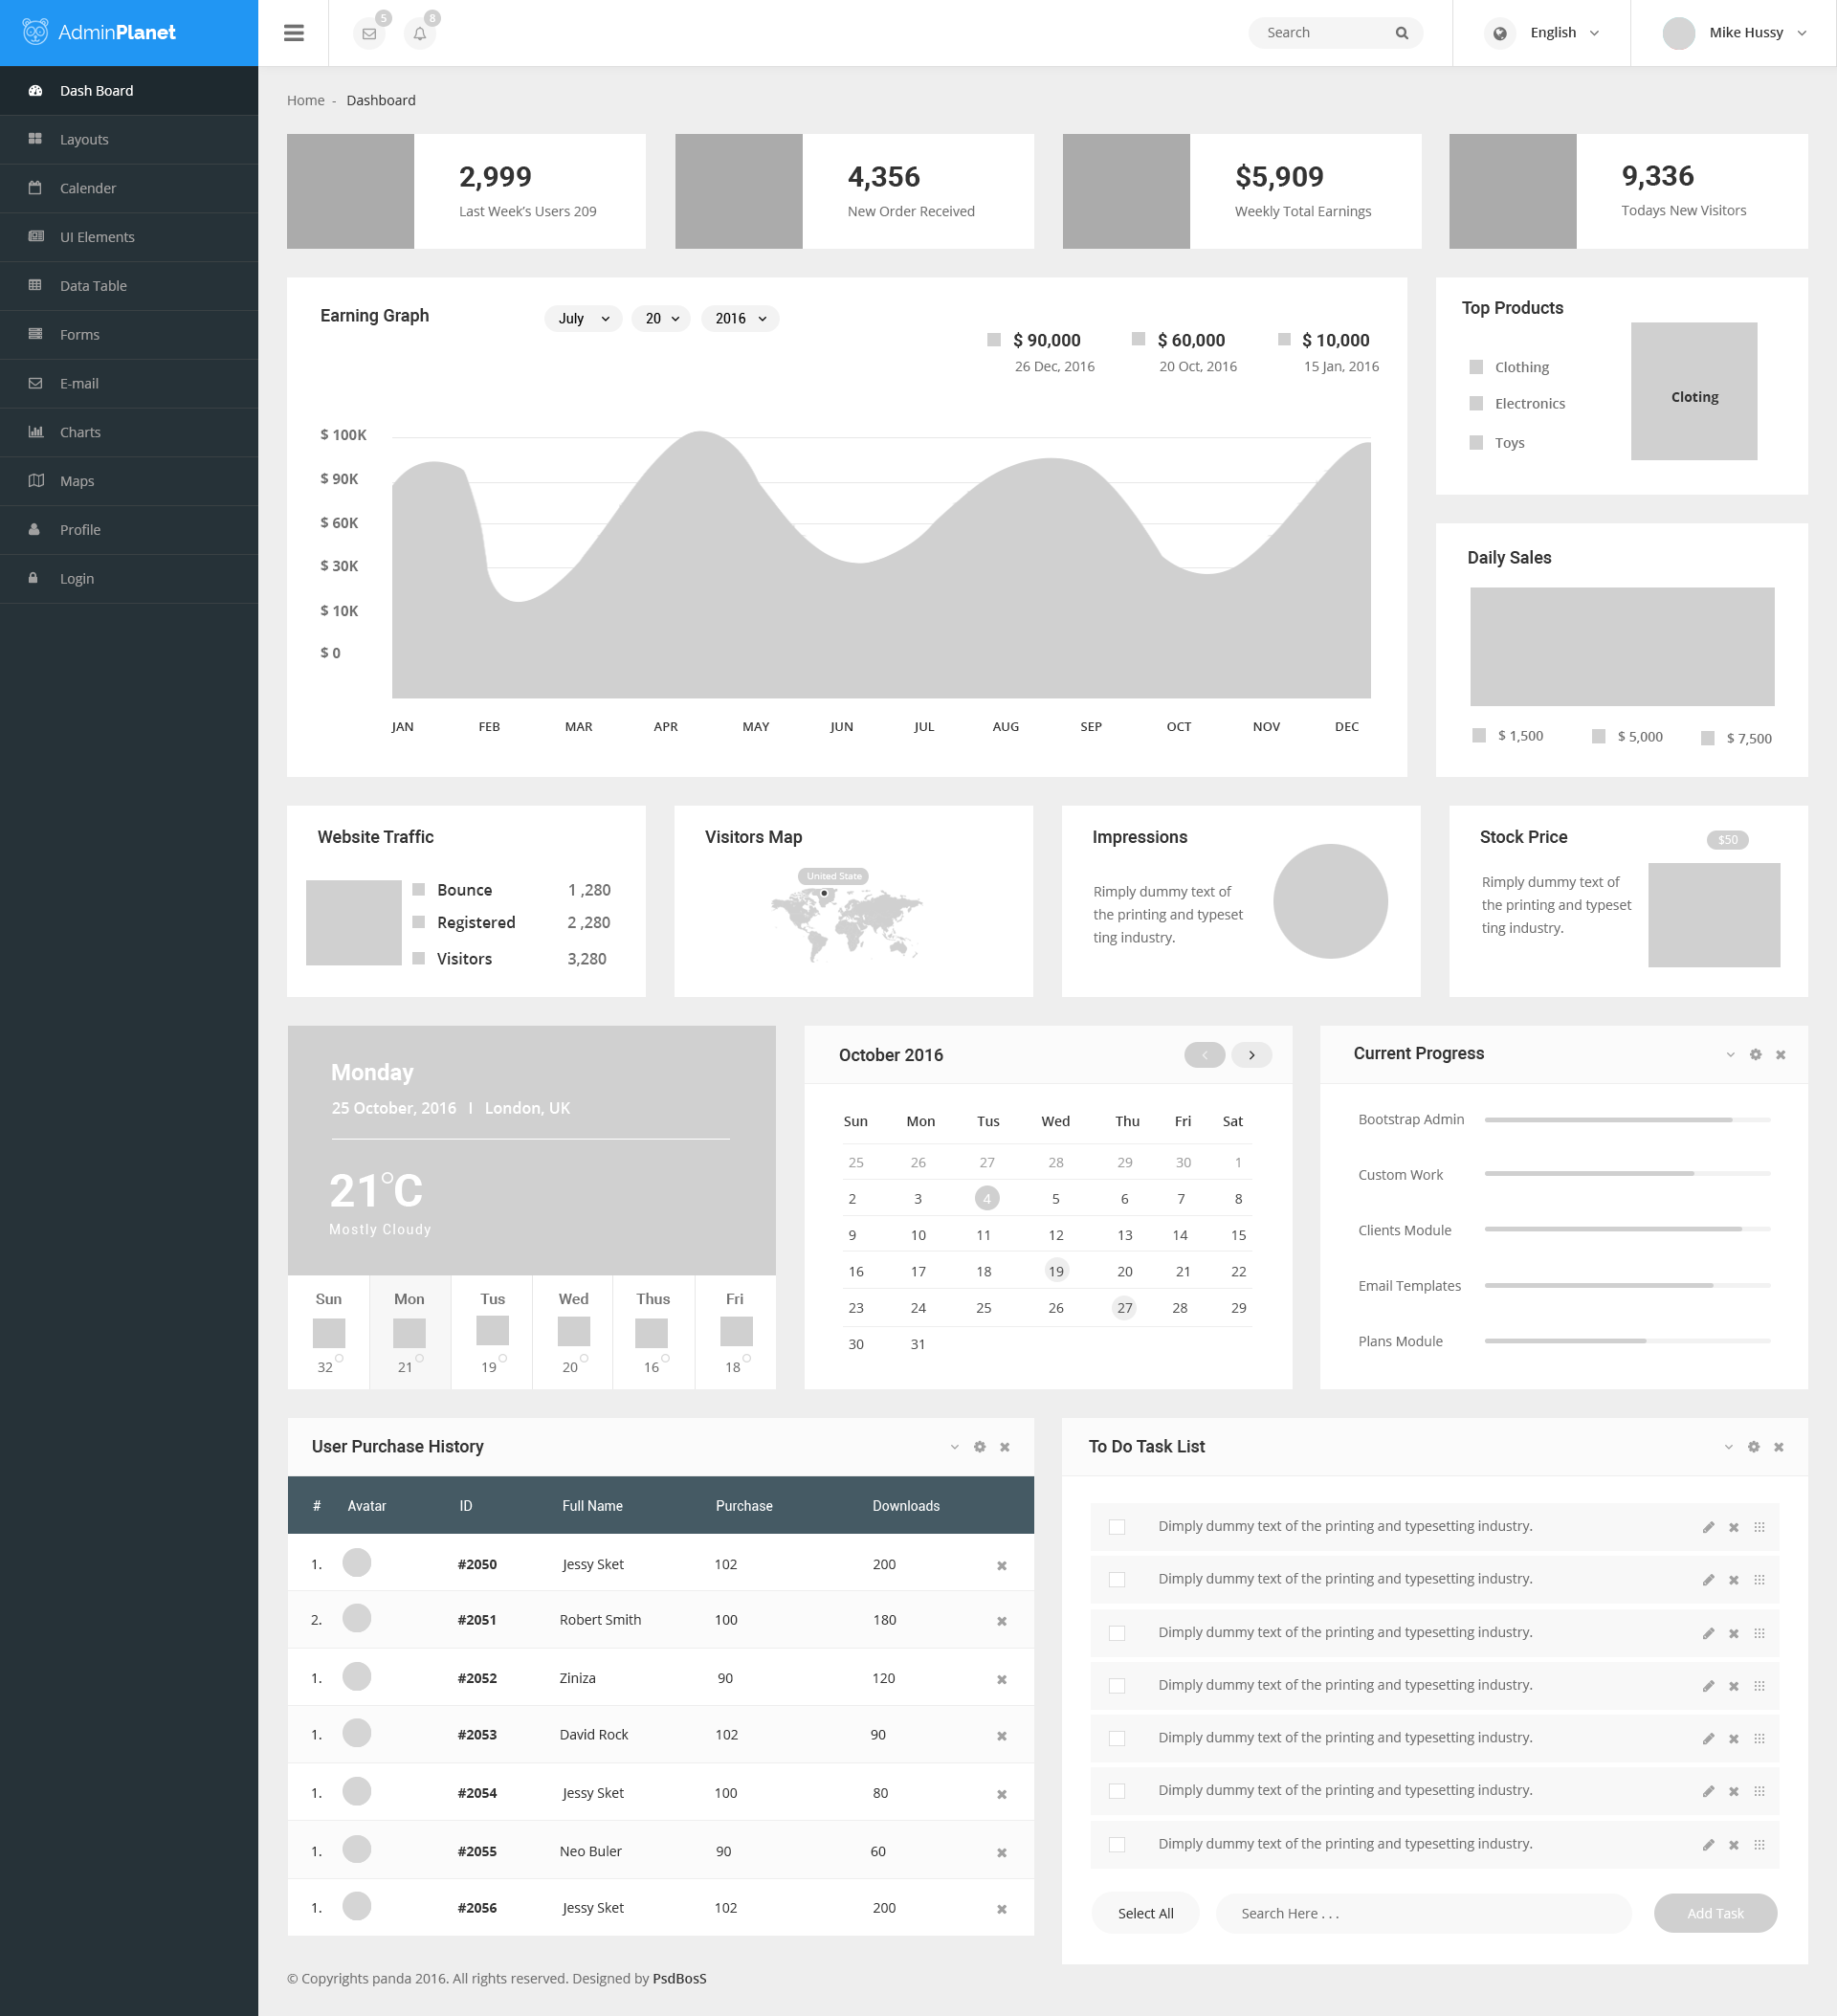 AdminPlanet
5
8
Search
English
Mike Hussy
Dash Board
Layouts
Calender
UI Elements
Data Table
Forms
E-mail
Charts
Maps
Profile
Login
Home - Dashboard
2,999
Last Week's Users 209
4,356
New Order Received
$5,909
Weekly Total Earnings
9,336
Todays New Visitors
Earning Graph
July
20
2016
$ 90,000
26 Dec, 2016
$ 60,000
20 Oct, 2016
$ 10,000
15 Jan, 2016
$ 100K
$ 90K
$ 60K
$ 30K
$ 10K
$ 0
JAN FEB MAR APR MAY JUN JUL AUG SEP OCT NOV DEC
Top Products
Clothing
Electronics
Toys
Cloting
Daily Sales
$ 1,500
$ 5,000
$ 7,500
Website Traffic
Bounce 1 ,280
Registered 2 ,280
Visitors 3,280
Visitors Map
United State
Impressions
Rimply dummy text of
the printing and typeset
ting industry.
Stock Price
$50
Rimply dummy text of
the printing and typeset
ting industry.
Monday
25 October, 2016 I London, UK
21°C
Mostly Cloudy
Sun Mon Tus Wed Thus Fri
32° 21° 19° 20° 16° 18°
October 2016
Sun Mon Tus Wed Thu Fri Sat
25 26 27 28 29 30 1
2 3 4 5 6 7 8
9 10 11 12 13 14 15
16 17 18 19 20 21 22
23 24 25 26 27 28 29
30 31
Current Progress
Bootstrap Admin
Custom Work
Clients Module
Email Templates
Plans Module
User Purchase History
# Avatar ID Full Name Purchase Downloads
1. #2050 Jessy Sket 102 200
2. #2051 Robert Smith 100 180
1. #2052 Ziniza 90 120
1. #2053 David Rock 102 90
1. #2054 Jessy Sket 100 80
1. #2055 Neo Buler 90 60
1. #2056 Jessy Sket 102 200
To Do Task List
Dimply dummy text of the printing and typesetting industry.
Dimply dummy text of the printing and typesetting industry.
Dimply dummy text of the printing and typesetting industry.
Dimply dummy text of the printing and typesetting industry.
Dimply dummy text of the printing and typesetting industry.
Dimply dummy text of the printing and typesetting industry.
Dimply dummy text of the printing and typesetting industry.
Select All
Search Here . . .
Add Task
© Copyrights panda 2016. All rights reserved. Designed by PsdBosS